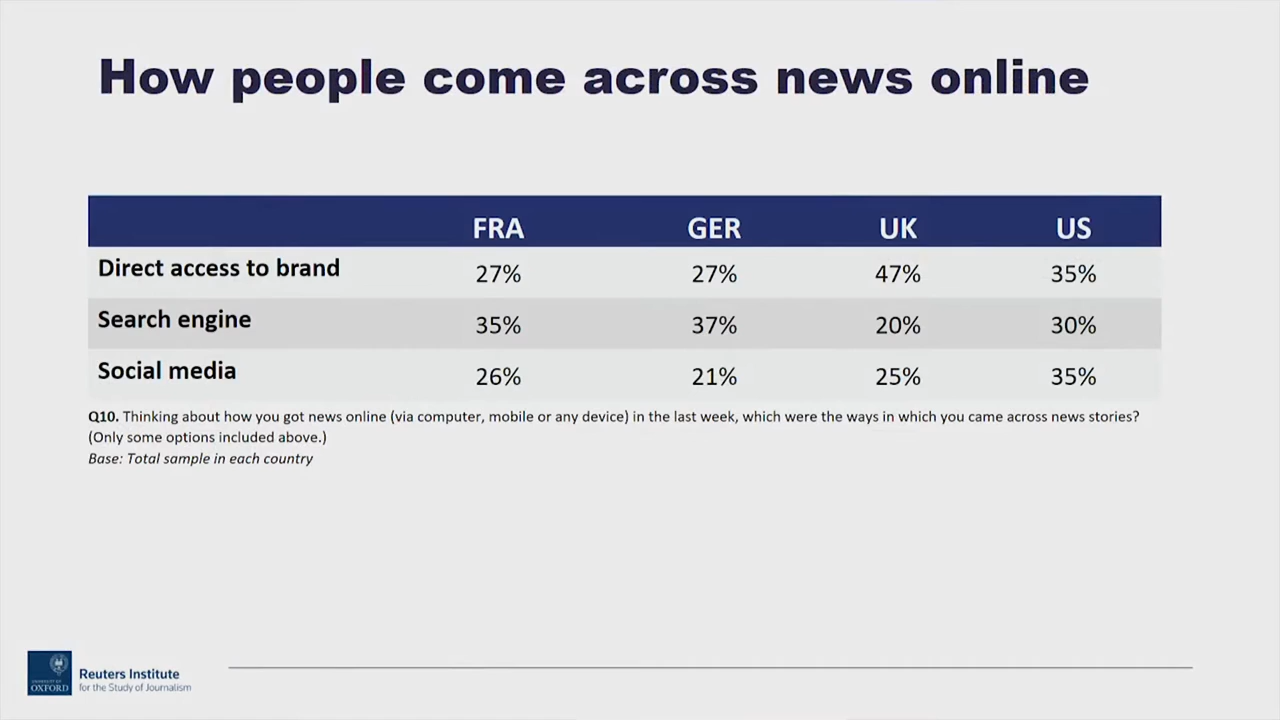 How people come across news online
FRA GER UK US
Direct access to brand 27% 27% 47% 35%
Search engine 35% 37% 20% 30%
Social media 26% 21% 25% 35%
Q10. Thinking about how you got news online (via computer, mobile or any device) in the last week, which were the ways in which you came across news stories?
(Only some options included above.)
Base: Total sample in each country
UNIVERSITY OF
OXFORD
Reuters Institute
for the Study of Journalism